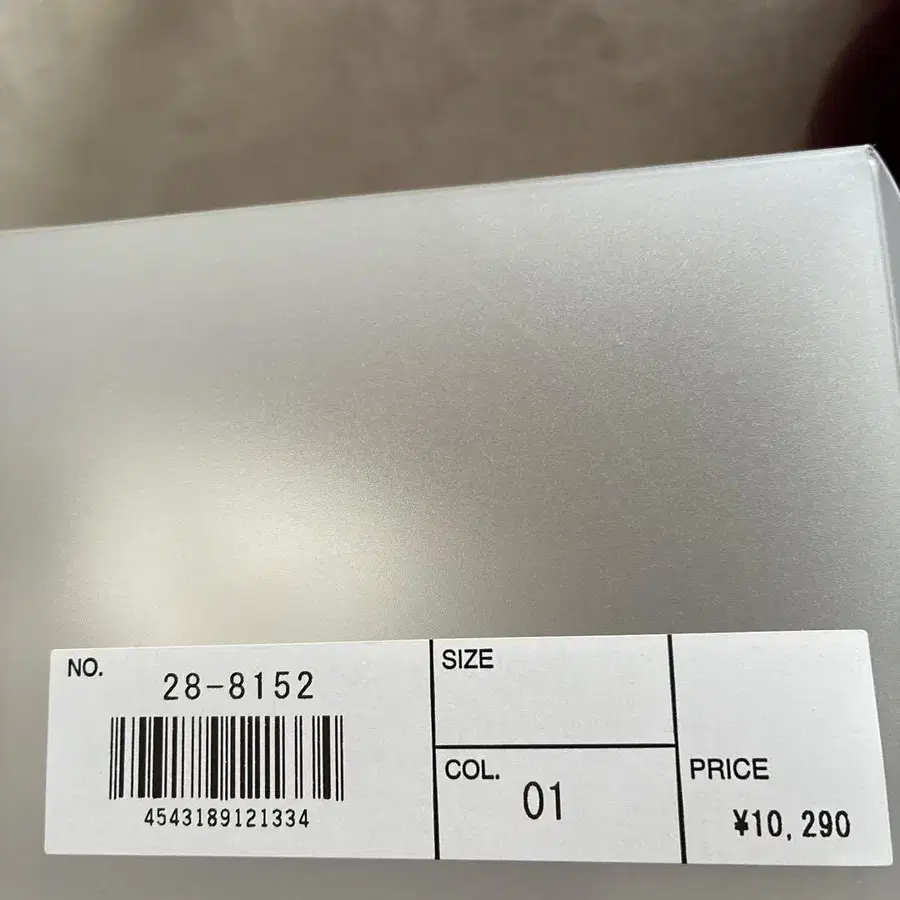 NO.
28-8152
4543189121334
SIZE
COL.
01
PRICE
¥10,290